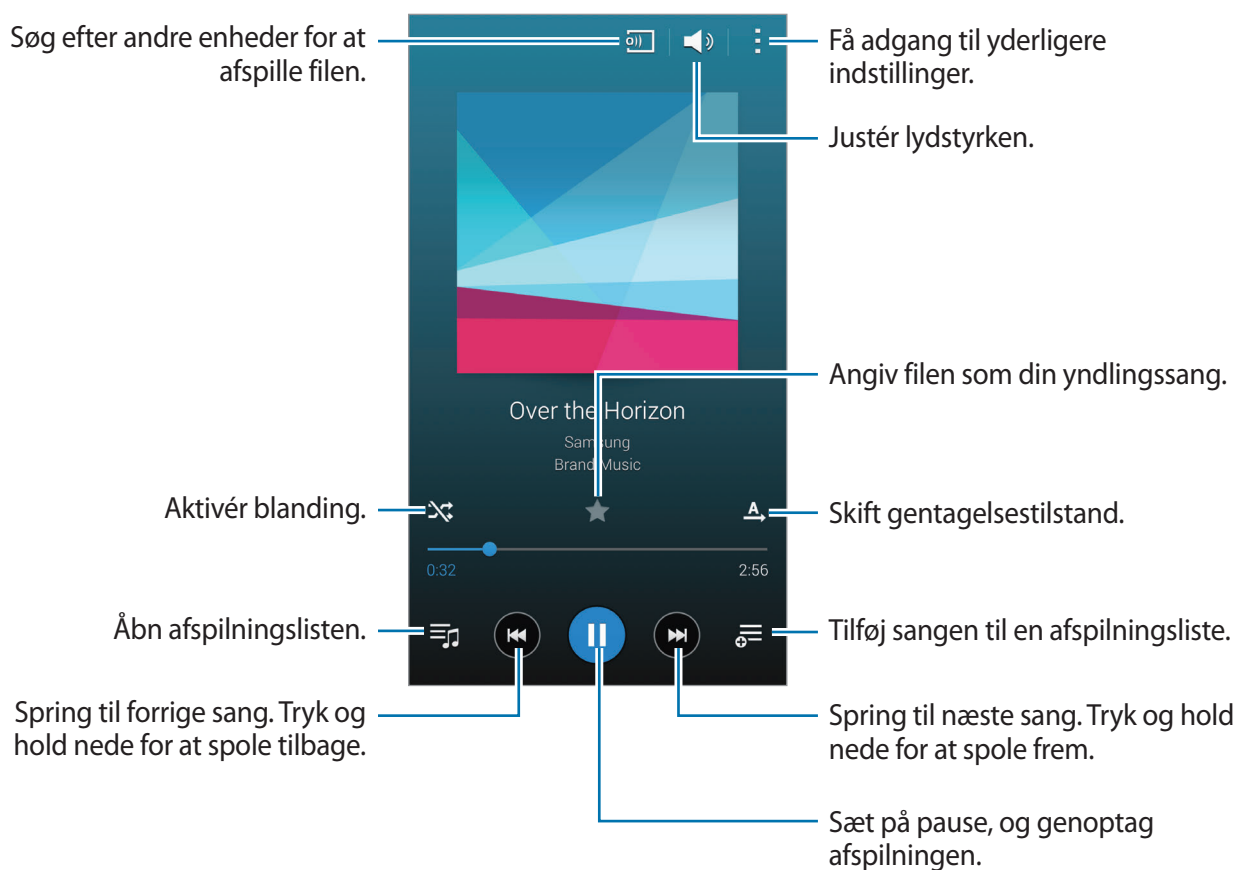 Søg efter andre enheder for at
afspille filen.
Få adgang til yderligere
indstillinger.
Justér lydstyrken.
Angiv filen som din yndlingssang.
Over the Horizon
Samsung
Brand Music
Aktivér blanding.
A
Skift gentagelsestilstand.
0:32
2:56
Åbn afspilningslisten.
Tilføj sangen til en afspilningsliste.
Spring til forrige sang. Tryk og
hold nede for at spole tilbage.
Spring til næste sang. Tryk og hold
nede for at spole frem.
Sæt på pause, og genoptag
afspilningen.